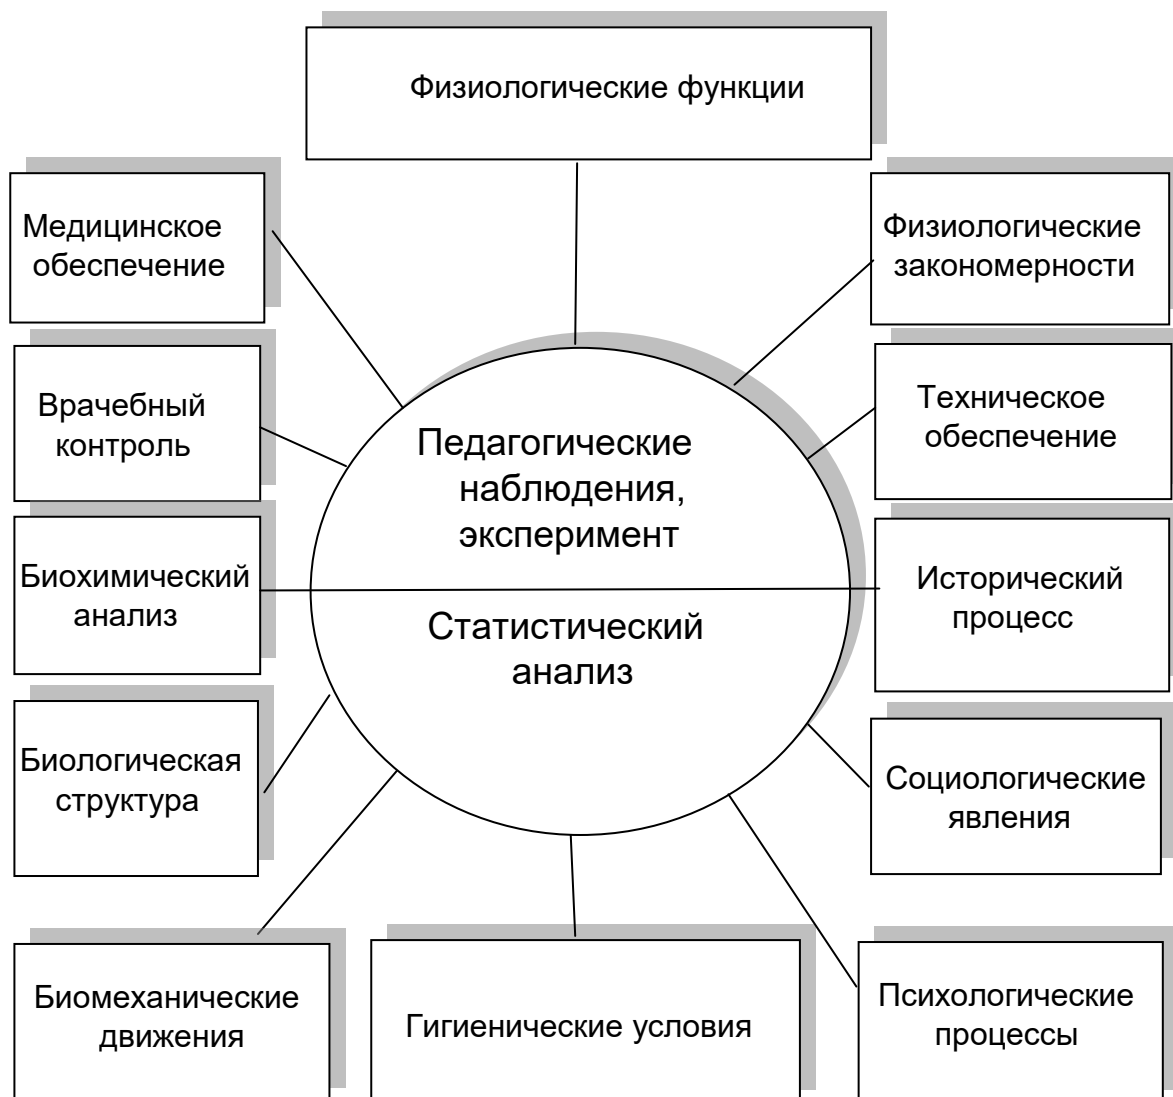 Физиологические функции
Медицинское
обеспечение
Физиологические
закономерности
Врачебный
контроль
Техническое
обеспечение
Педагогические
наблюдения,
эксперимент
Биохимический
анализ
Исторический
процесс
Статистический
анализ
Биологическая
структура
Социологические
явления
Биомеханические
движения
Гигиенические условия
Психологические
процессы